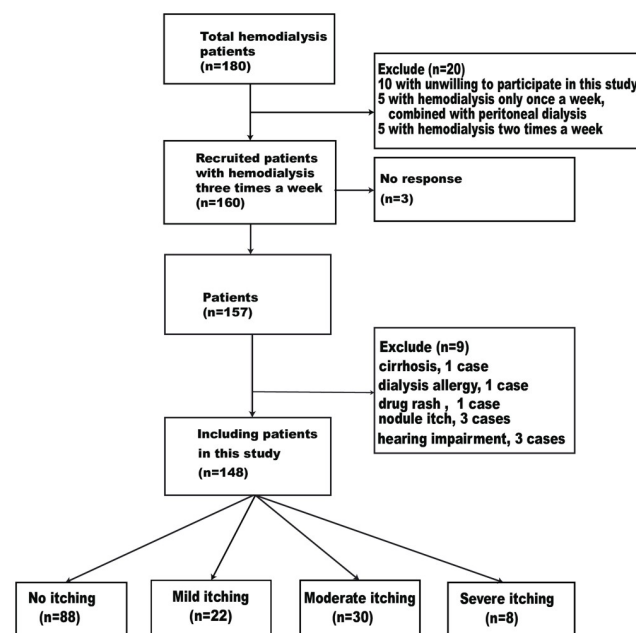 Total hemodialysis
patients
(n=180)
Exclude (n=20)
10 with unwilling to participate in this study
5 with hemodialysis only once a week,
combined with peritoneal dialysis
5 with hemodialysis two times a week
Recruited patients
with hemodialysis
three times a week
(n=160)
No response
(n=3)
Patients
(n=157)
Exclude (n=9)
cirrhosis, 1 case
dialysis allergy, 1 case
drug rash , 1 case
nodule itch, 3 cases
hearing impairment, 3 cases
Including patients
in this study
(n=148)
No itching
(n=88)
Mild itching
(n=22)
Moderate itching
(n=30)
Severe itching
(n=8)